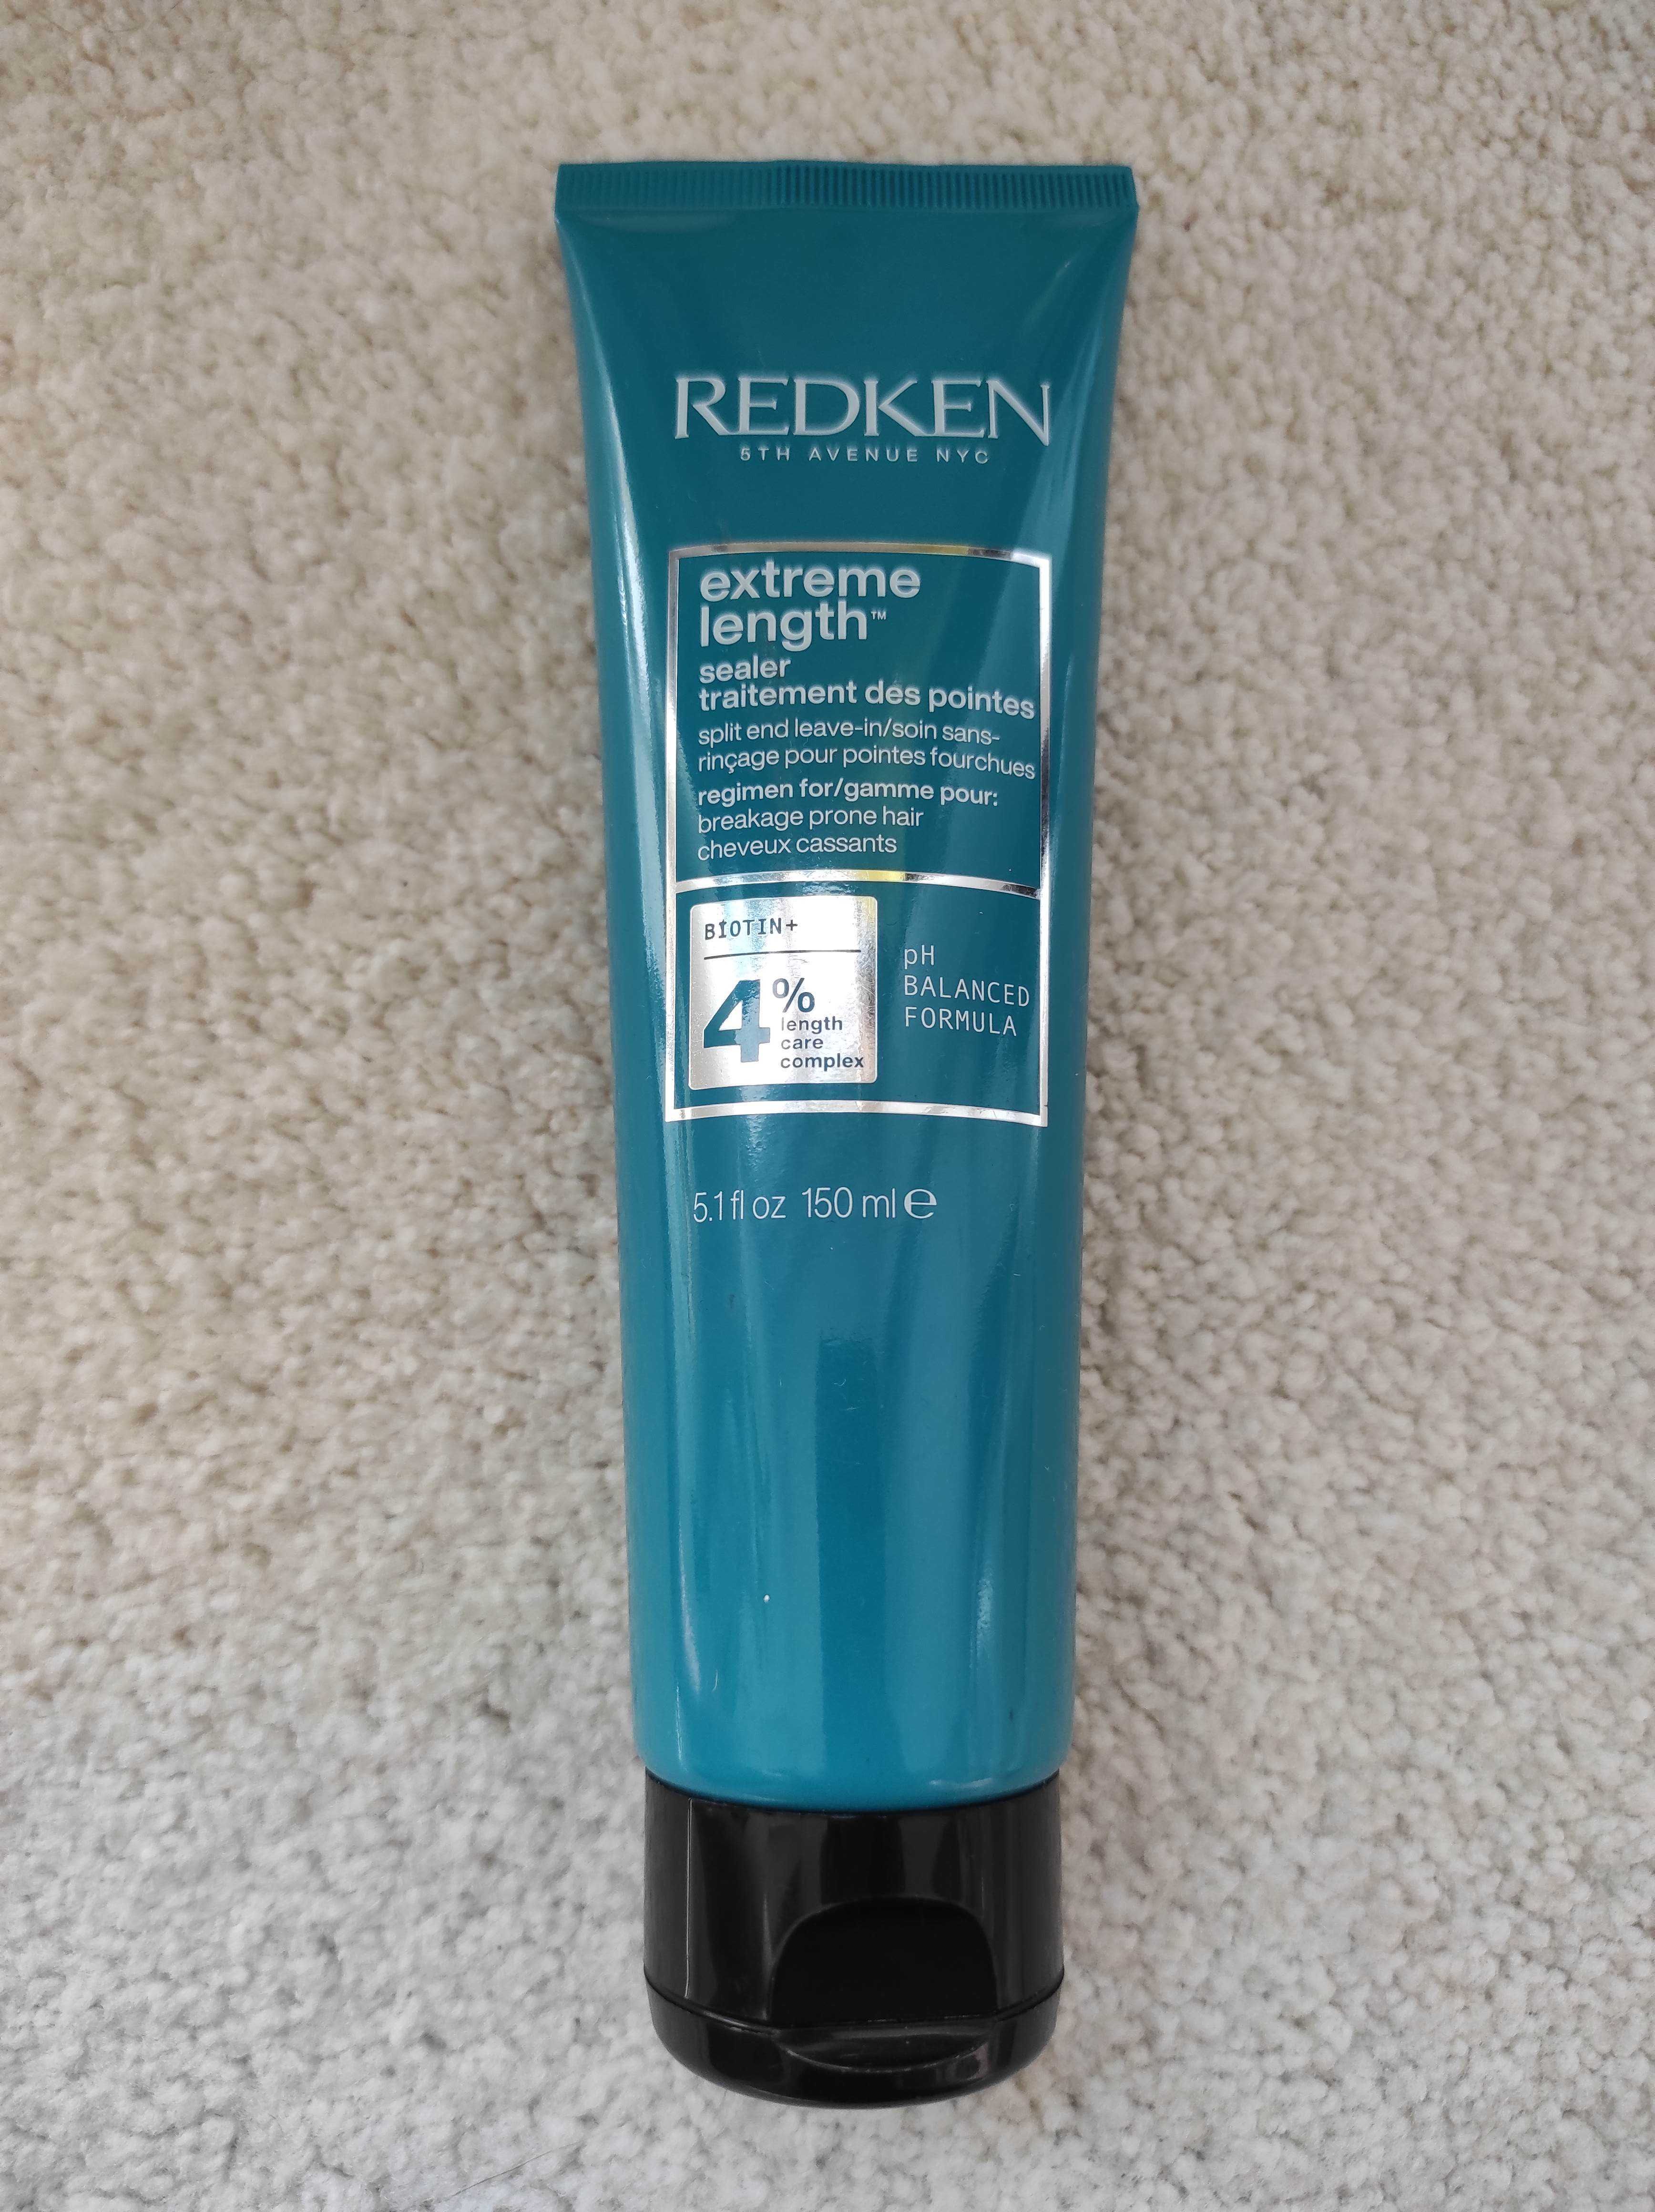 REDKEN
5TH AVENUE NYC
extreme
length™
sealer
traitement des pointes
split end leave-in/soin sans-
rinçage pour pointes fourchues
regimen for/gamme pour:
breakage prone hair
cheveux cassants
BIOTIN+
4%
length
care
complex
pH
BALANCED
FORMULA
5.1 fl oz 150 ml ℮